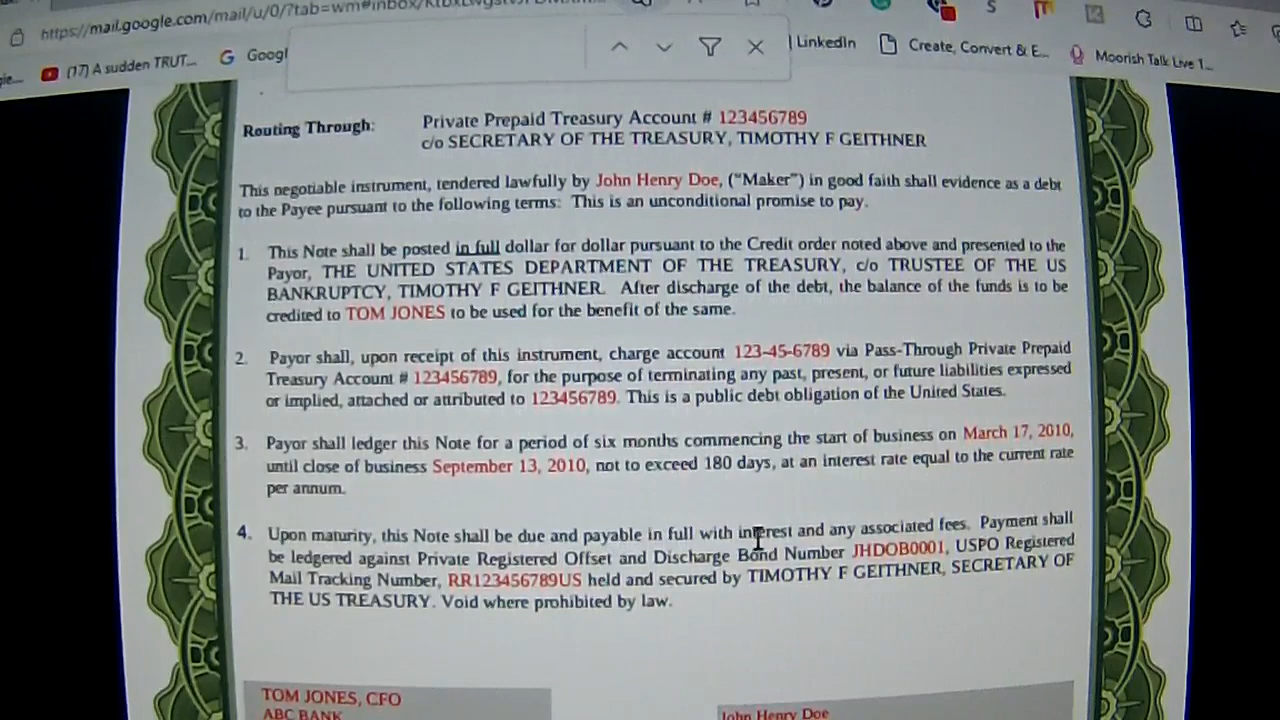 https://mail.google.com/mail/u/0/?tab=wm#inbox/
(17) A sudden TRUT...
Googl
LinkedIn
Create, Convert & E...
Moorish Talk Live 1...
Routing Through:
Private Prepaid Treasury Account # 123456789
c/o SECRETARY OF THE TREASURY, TIMOTHY F GEITHNER
This negotiable instrument, tendered lawfully by John Henry Doe, (“Maker”) in good faith shall evidence as a debt
to the Payee pursuant to the following terms: This is an unconditional promise to pay.
1. This Note shall be posted in full dollar for dollar pursuant to the Credit order noted above and presented to the
Payor, THE UNITED STATES DEPARTMENT OF THE TREASURY, c/o TRUSTEE OF THE US
BANKRUPTCY, TIMOTHY F GEITHNER. After discharge of the debt, the balance of the funds is to be
credited to TOM JONES to be used for the benefit of the same.
2. Payor shall, upon receipt of this instrument, charge account 123-45-6789 via Pass-Through Private Prepaid
Treasury Account # 123456789, for the purpose of terminating any past, present, or future liabilities expressed
or implied, attached or attributed to 123456789. This is a public debt obligation of the United States.
3. Payor shall ledger this Note for a period of six months commencing the start of business on March 17, 2010,
until close of business September 13, 2010, not to exceed 180 days, at an interest rate equal to the current rate
per annum.
4. Upon maturity, this Note shall be due and payable in full with interest and any associated fees. Payment shall
be ledgered against Private Registered Offset and Discharge Bond Number JHDOB0001, USPO Registered
Mail Tracking Number, RR123456789US held and secured by TIMOTHY F GEITHNER, SECRETARY OF
THE US TREASURY. Void where prohibited by law.
TOM JONES, CFO
ABC BANK
John Henry Doe